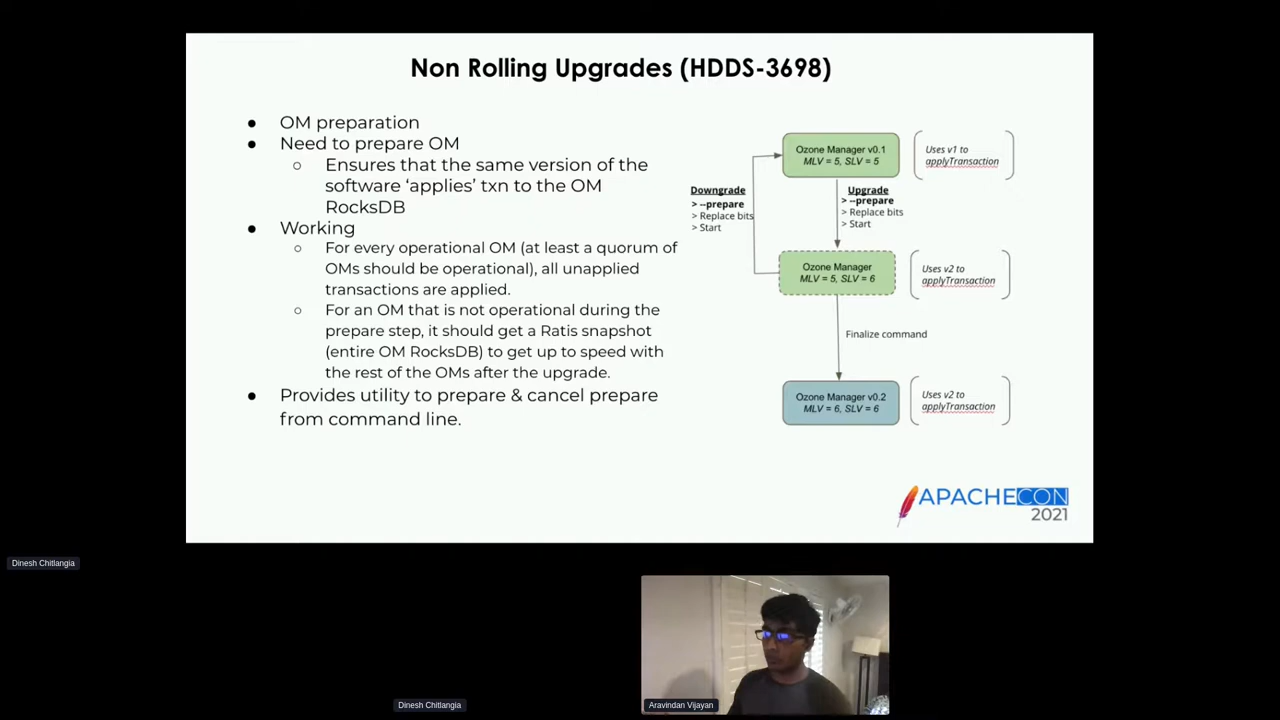 Non Rolling Upgrades (HDDS-3698)
● OM preparation
● Need to prepare OM
○ Ensures that the same version of the
software ‘applies’ txn to the OM
RocksDB
● Working
○ For every operational OM (at least a quorum of
OMs should be operational), all unapplied
transactions are applied.
○ For an OM that is not operational during the
prepare step, it should get a Ratis snapshot
(entire OM RocksDB) to get up to speed with
the rest of the OMs after the upgrade.
● Provides utility to prepare & cancel prepare
from command line.
Ozone Manager v0.1
MLV = 5, SLV = 5
Uses v1 to
applyTransaction
Downgrade
> --prepare
> Replace bits
> Start
Upgrade
> --prepare
> Replace bits
> Start
Ozone Manager
MLV = 5, SLV = 6
Uses v2 to
applyTransaction
Finalize command
Ozone Manager v0.2
MLV = 6, SLV = 6
Uses v2 to
applyTransaction
APACHECON
2021
Dinesh Chitlangia
Dinesh Chitlangia
Aravindan Vijayan